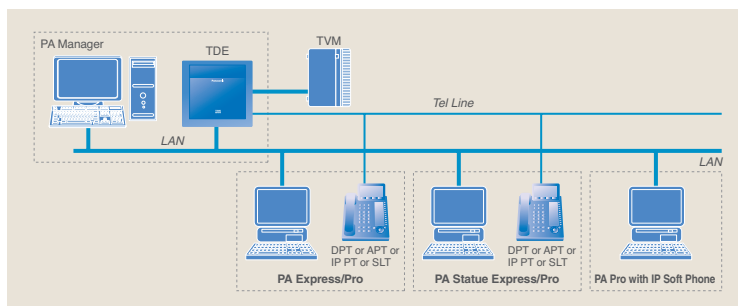 PA Manager
TDE
TVM
Tel Line
LAN
LAN
DPT or APT or
IP PT or SLT
PA Express/Pro
DPT or APT or
IP PT or SLT
PA Statue Express/Pro
PA Pro with IP Soft Phone